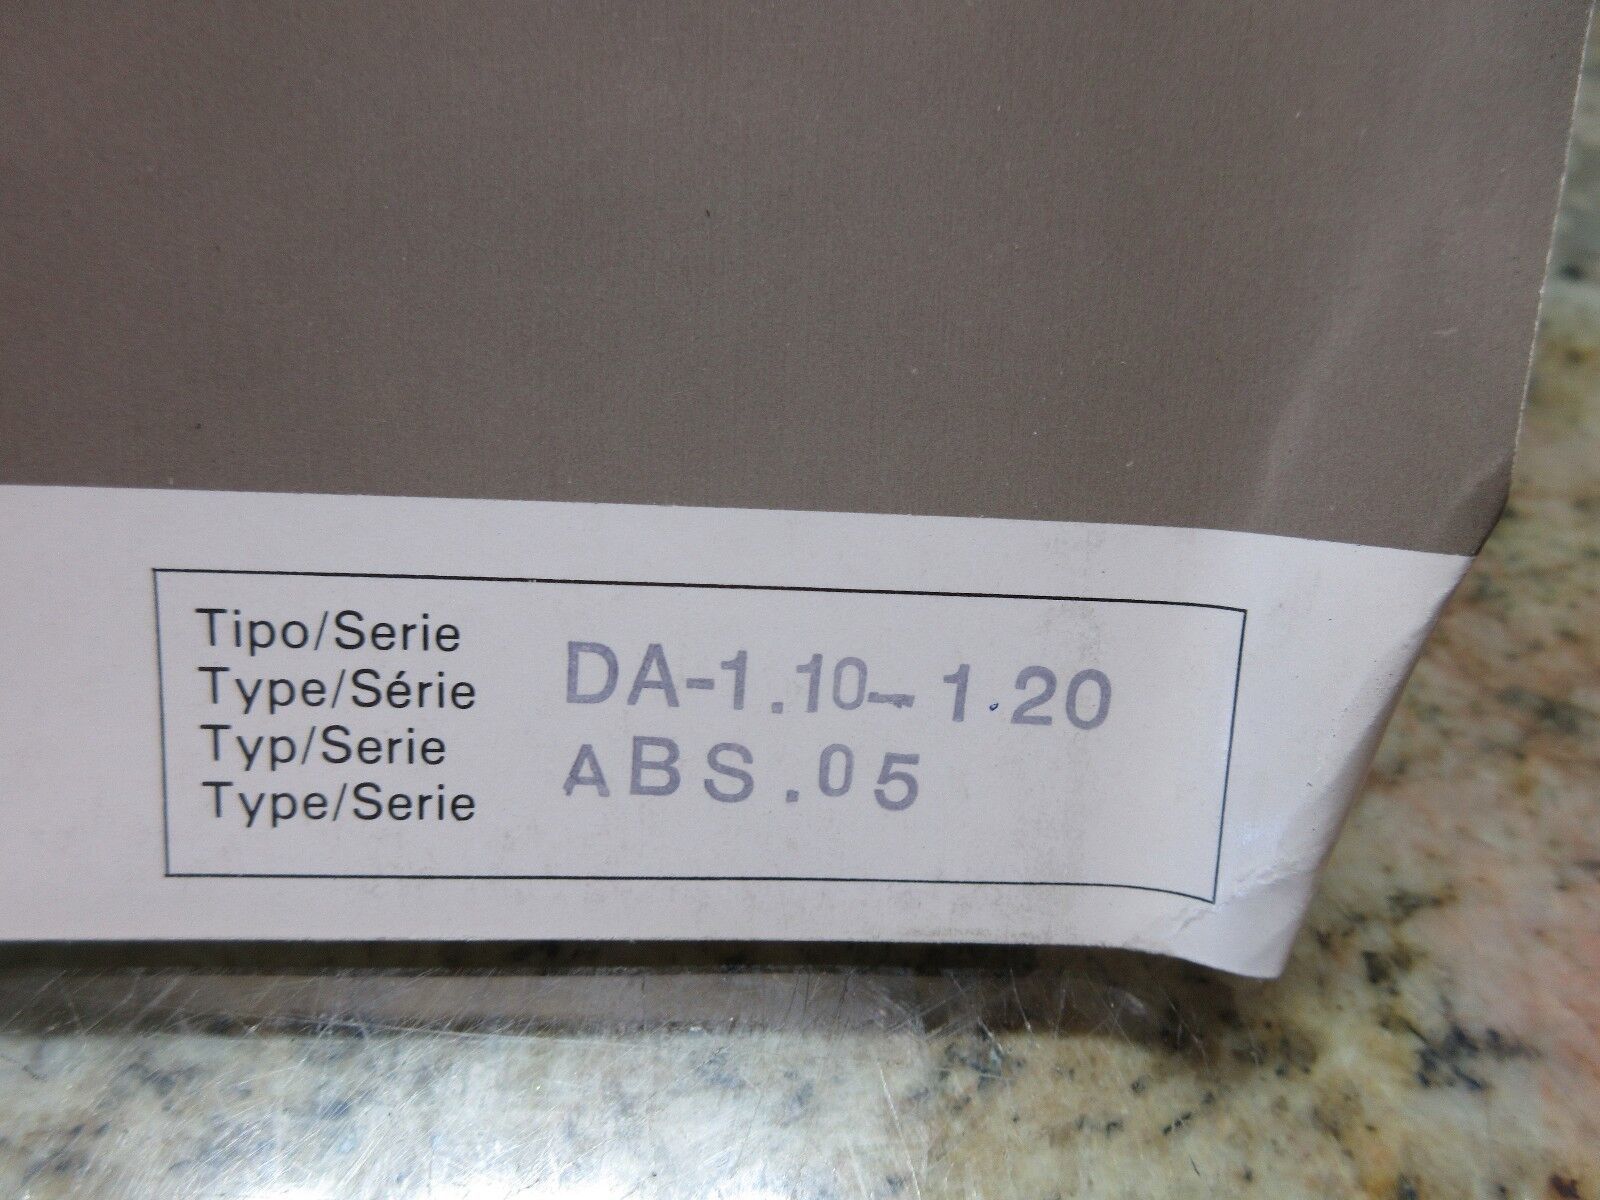 Tipo/Serie
Type/Série
Typ/Serie
Type/Serie
DA-1.10-1.20
ABS.05